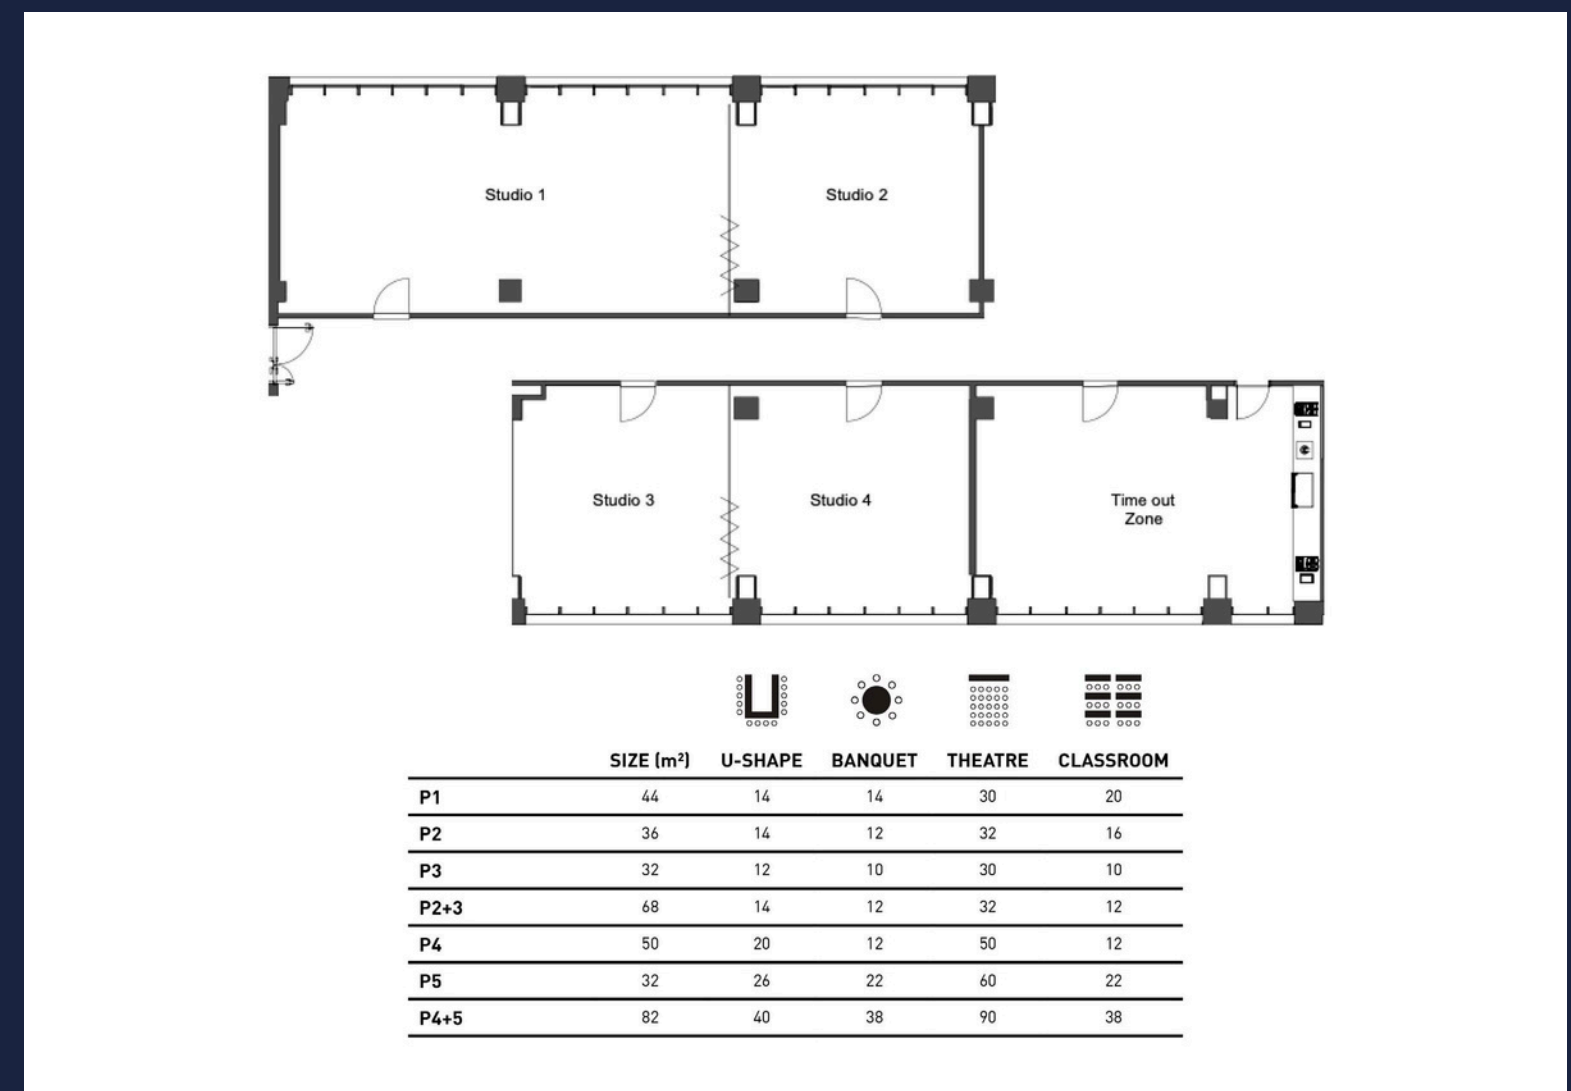 Studio 1
Studio 2
Studio 3
Studio 4
Time out
Zone
SIZE (m²) U-SHAPE BANQUET THEATRE CLASSROOM
P1 44 14 14 30 20
P2 36 14 12 32 16
P3 32 12 10 30 10
P2+3 68 14 12 32 12
P4 50 20 12 50 12
P5 32 26 22 60 22
P4+5 82 40 38 90 38